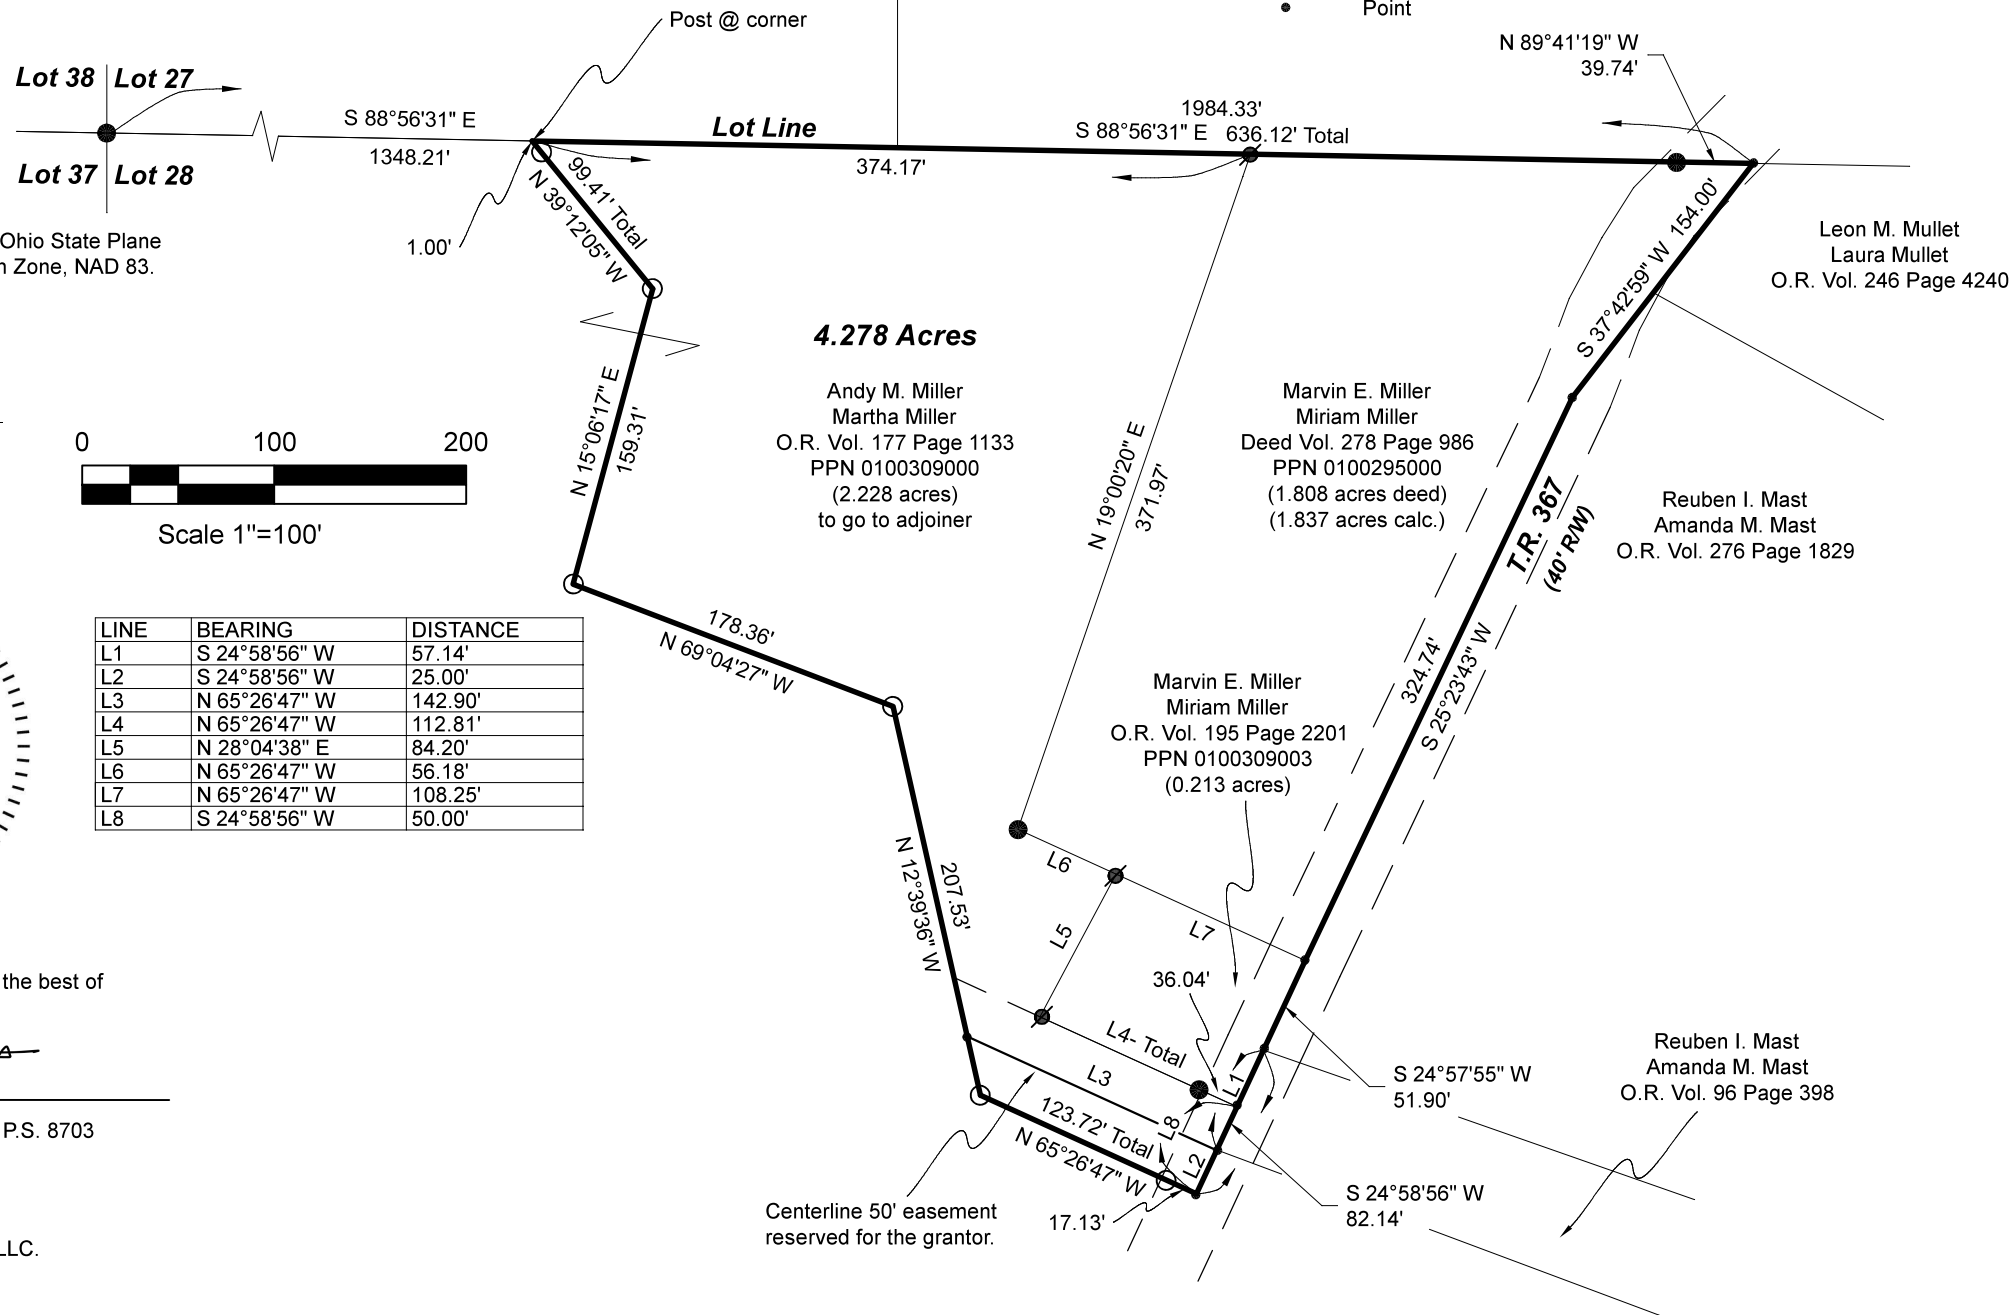 Post @ corner
Point
N 89°41'19" W
39.74'
Lot 38
Lot 27
Lot 37
Lot 28
S 88°56'31" E
1348.21'
Lot Line
374.17'
1984.33'
S 88°56'31" E 636.12' Total
1.00'
99.41' Total
N 39°12'05" W
Ohio State Plane
Zone, NAD 83.
S 37°42'59" W 154.00'
Leon M. Mullet
Laura Mullet
O.R. Vol. 246 Page 4240
4.278 Acres
Andy M. Miller
Martha Miller
O.R. Vol. 177 Page 1133
PPN 0100309000
(2.228 acres)
to go to adjoiner
Marvin E. Miller
Miriam Miller
Deed Vol. 278 Page 986
PPN 0100295000
(1.808 acres deed)
(1.837 acres calc.)
N 15°06'17" E
159.31'
N 19°00'20" E
371.97'
T.R. 367
(40' R/W)
Reuben I. Mast
Amanda M. Mast
O.R. Vol. 276 Page 1829
0 100 200
Scale 1"=100'
178.36'
N 69°04'27" W
324.74'
S 25°23'43" W
LINE BEARING DISTANCE
L1 S 24°58'56" W 57.14'
L2 S 24°58'56" W 25.00'
L3 N 65°26'47" W 142.90'
L4 N 65°26'47" W 112.81'
L5 N 28°04'38" E 84.20'
L6 N 65°26'47" W 56.18'
L7 N 65°26'47" W 108.25'
L8 S 24°58'56" W 50.00'
Marvin E. Miller
Miriam Miller
O.R. Vol. 195 Page 2201
PPN 0100309003
(0.213 acres)
207.53'
N 12°39'36" W
L6
L7
L5
36.04'
L4- Total
L3
L1
L8
L2
123.72' Total
N 65°26'47" W
17.13'
Centerline 50' easement
reserved for the grantor.
S 24°57'55" W
51.90'
S 24°58'56" W
82.14'
Reuben I. Mast
Amanda M. Mast
O.R. Vol. 96 Page 398
the best of
P.S. 8703
LLC.